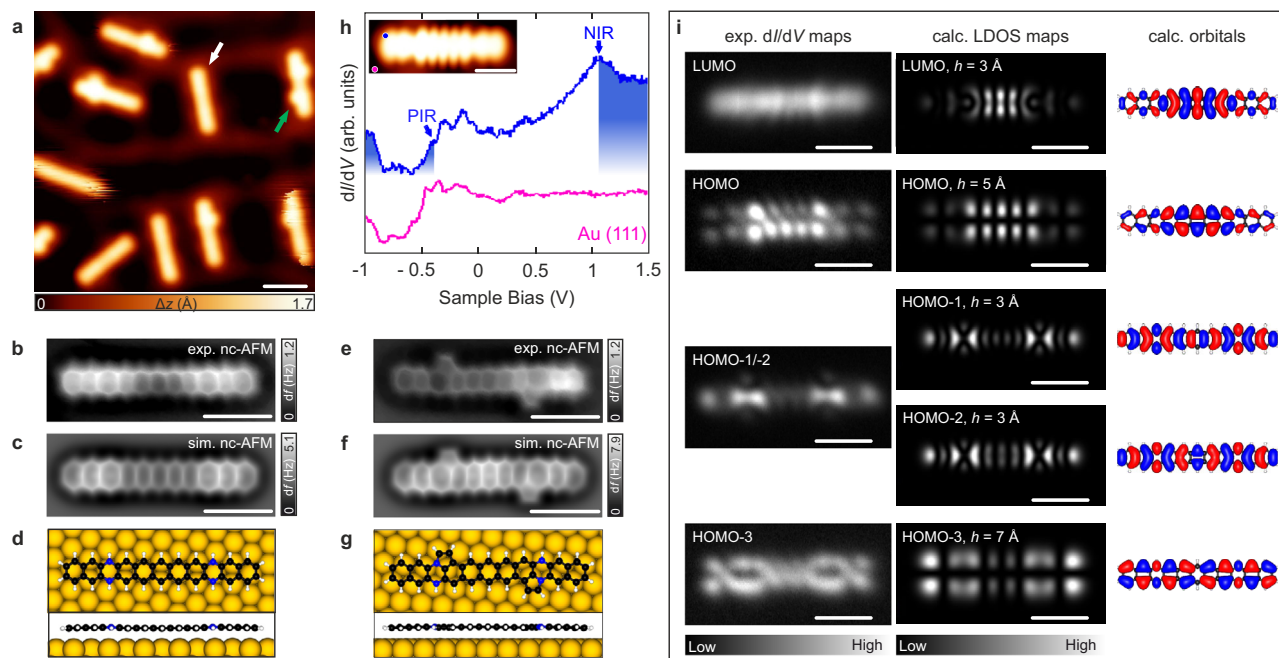 a
0
Δz (Å)
1.7
b
exp. nc-AFM
0 df (Hz) 1.2
c
sim. nc-AFM
0 df (Hz) 5.1
d
e
exp. nc-AFM
0 df (Hz) 1.2
f
sim. nc-AFM
0 df (Hz) 7.9
g
h
NIR
PIR
dI/dV (arb. units)
Au (111)
-1 - 0.5 0 0.5 1 1.5
Sample Bias (V)
i
exp. dI/dV maps
calc. LDOS maps
calc. orbitals
LUMO
LUMO, h = 3 Å
HOMO
HOMO, h = 5 Å
HOMO-1/-2
HOMO-1, h = 3 Å
HOMO-2, h = 3 Å
HOMO-3
HOMO-3, h = 7 Å
Low High
Low High